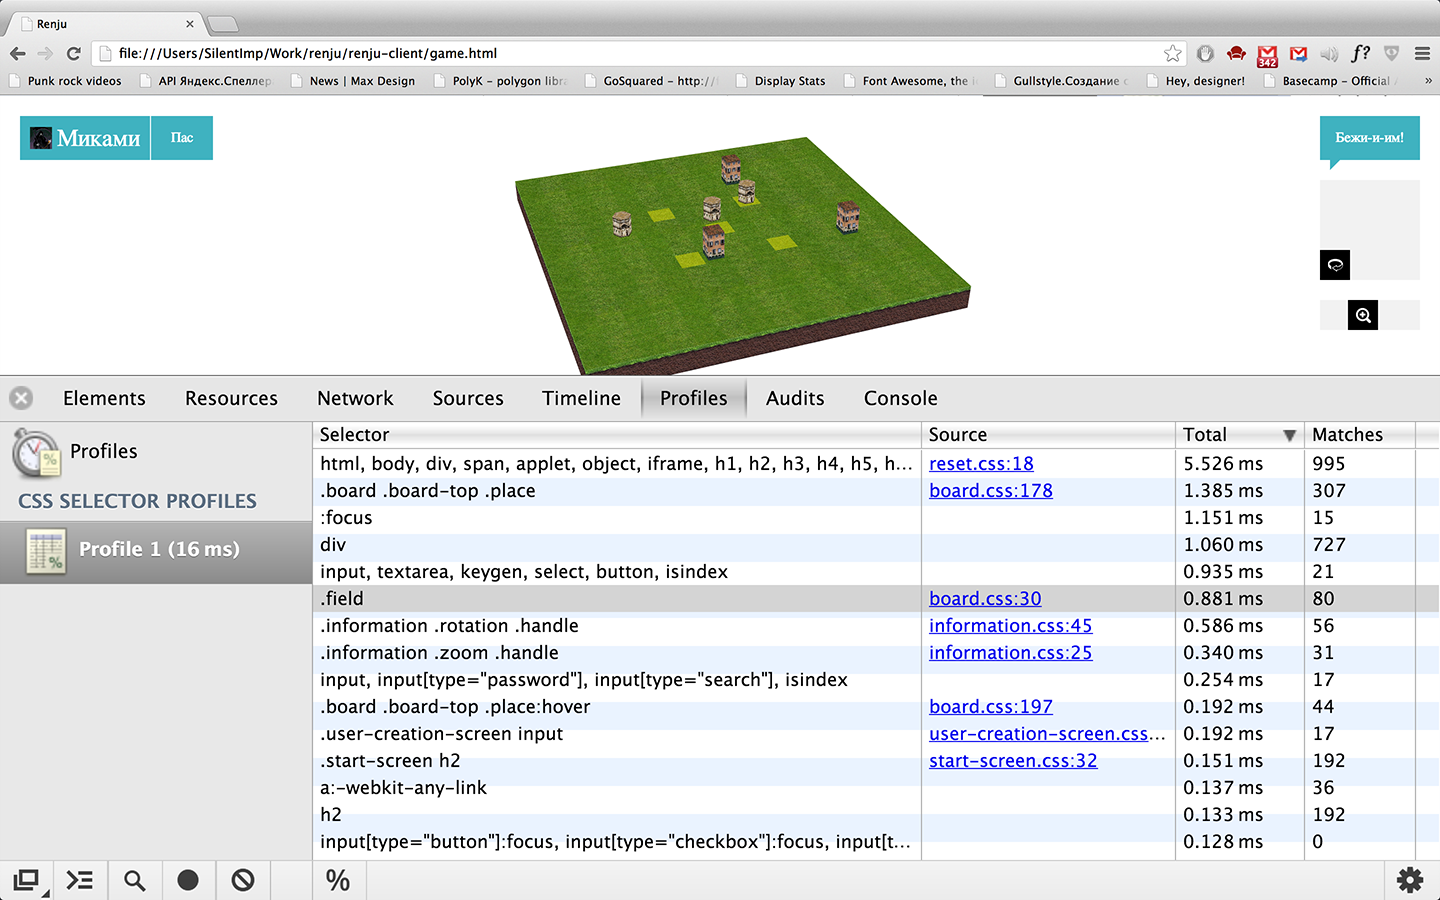 Renju
file:///Users/SilentImp/Work/renju/renju-client/game.html
342
f?
Punk rock videos
API Яндекс.Спеллер
News | Max Design
PolyK – polygon libr
GoSquared – http://
Display Stats
Font Awesome, the i
Gullstyle.Создание
Hey, designer!
Basecamp – Official
»
Миками
Пас
Бежи-и-им!
Elements
Resources
Network
Sources
Timeline
Profiles
Audits
Console
Profiles
CSS SELECTOR PROFILES
Profile 1 (16 ms)
Selector Source Total Matches
html, body, div, span, applet, object, iframe, h1, h2, h3, h4, h5, h... reset.css:18 5.526 ms 995
.board .board-top .place board.css:178 1.385 ms 307
:focus 1.151 ms 15
div 1.060 ms 727
input, textarea, keygen, select, button, isindex 0.935 ms 21
.field board.css:30 0.881 ms 80
.information .rotation .handle information.css:45 0.586 ms 56
.information .zoom .handle information.css:25 0.340 ms 31
input, input[type="password"], input[type="search"], isindex 0.254 ms 17
.board .board-top .place:hover board.css:197 0.192 ms 44
.user-creation-screen input user-creation-screen.css... 0.192 ms 17
.start-screen h2 start-screen.css:32 0.151 ms 192
a:-webkit-any-link 0.137 ms 36
h2 0.133 ms 192
input[type="button"]:focus, input[type="checkbox"]:focus, input[t... 0.128 ms 0
%